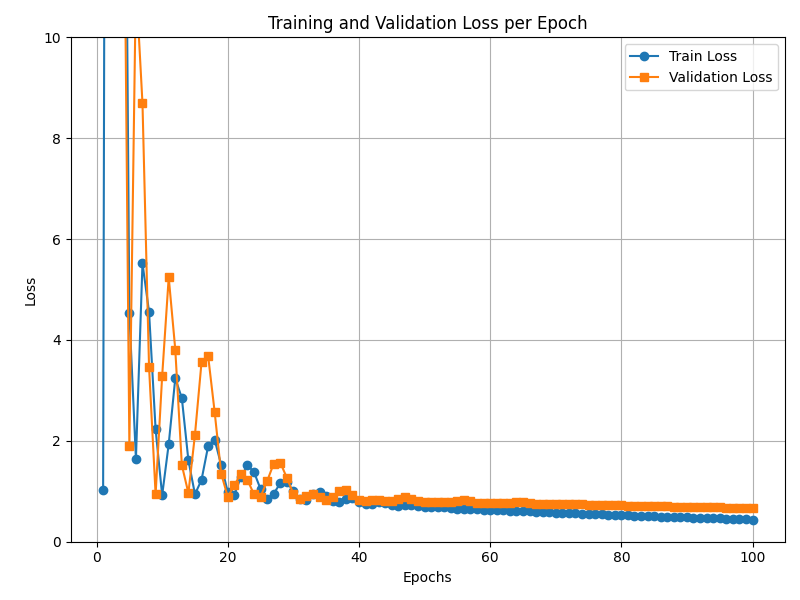 Training and Validation Loss per Epoch
Train Loss
Validation Loss
10
8
6
4
2
0
Loss
0 20 40 60 80 100
Epochs